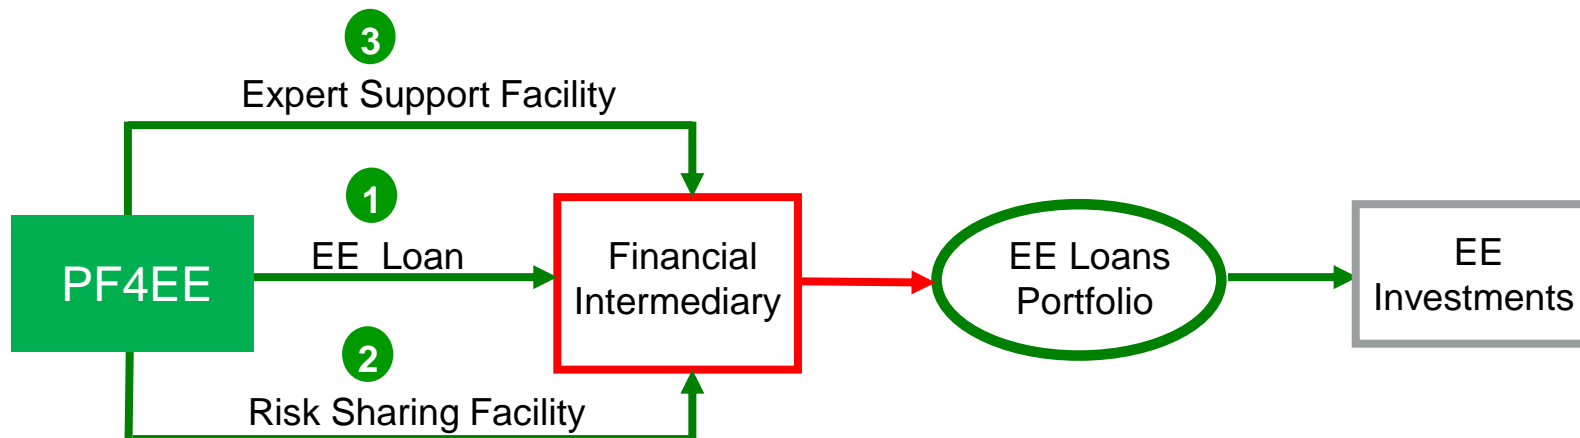 3
Expert Support Facility
1
EE Loan
PF4EE
Financial
Intermediary
EE Loans
Portfolio
EE
Investments
2
Risk Sharing Facility